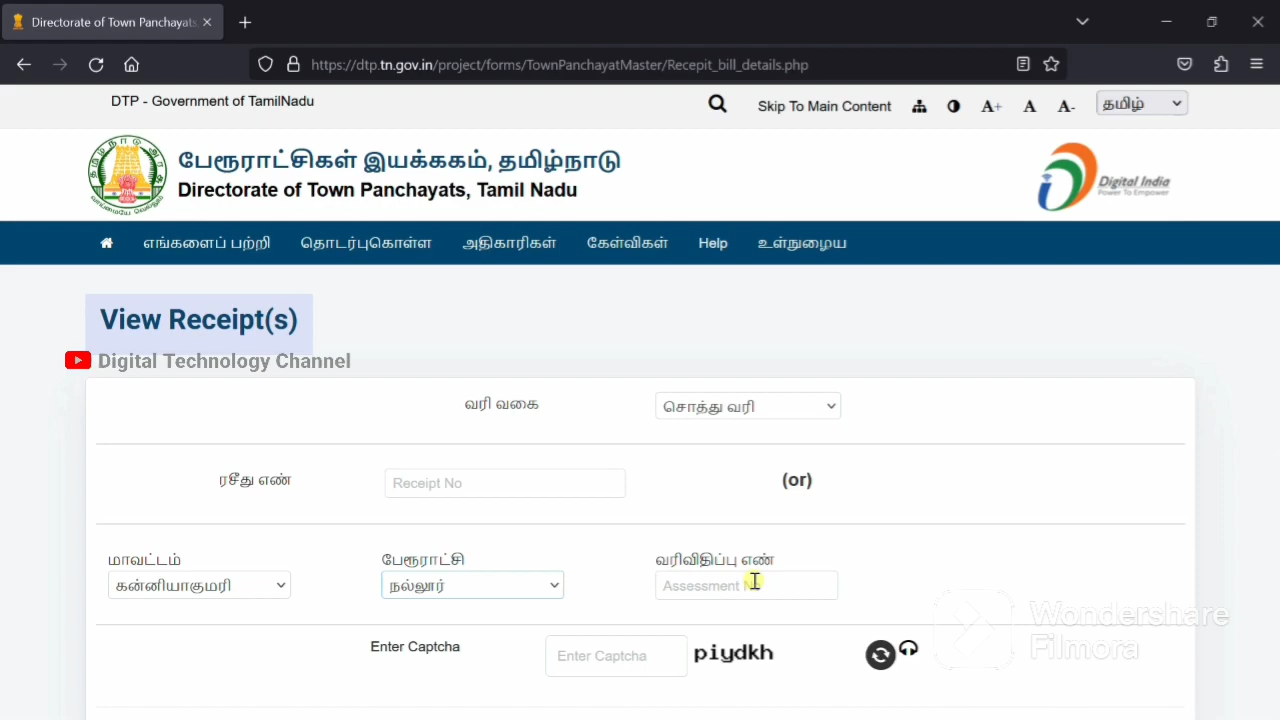 Directorate of Town Panchayats
https://dtp.tn.gov.in/project/forms/TownPanchayatMaster/Recepit_bill_details.php
DTP - Government of TamilNadu
Skip To Main Content
A+ A A-
தமிழ்
பேரூராட்சிகள் இயக்ககம், தமிழ்நாடு
Directorate of Town Panchayats, Tamil Nadu
Digital India
Power To Empower
எங்களைப் பற்றி தொடர்புகொள்ள அதிகாரிகள் கேள்விகள் Help உள்நுழைய
View Receipt(s)
Digital Technology Channel
வரி வகை சொத்து வரி
ரசீது எண் Receipt No (or)
மாவட்டம் பேரூராட்சி வரிவிதிப்பு எண்
கன்னியாகுமரி நல்லூர் Assessment
Enter Captcha Enter Captcha piydkh
Wondershare
Filmora